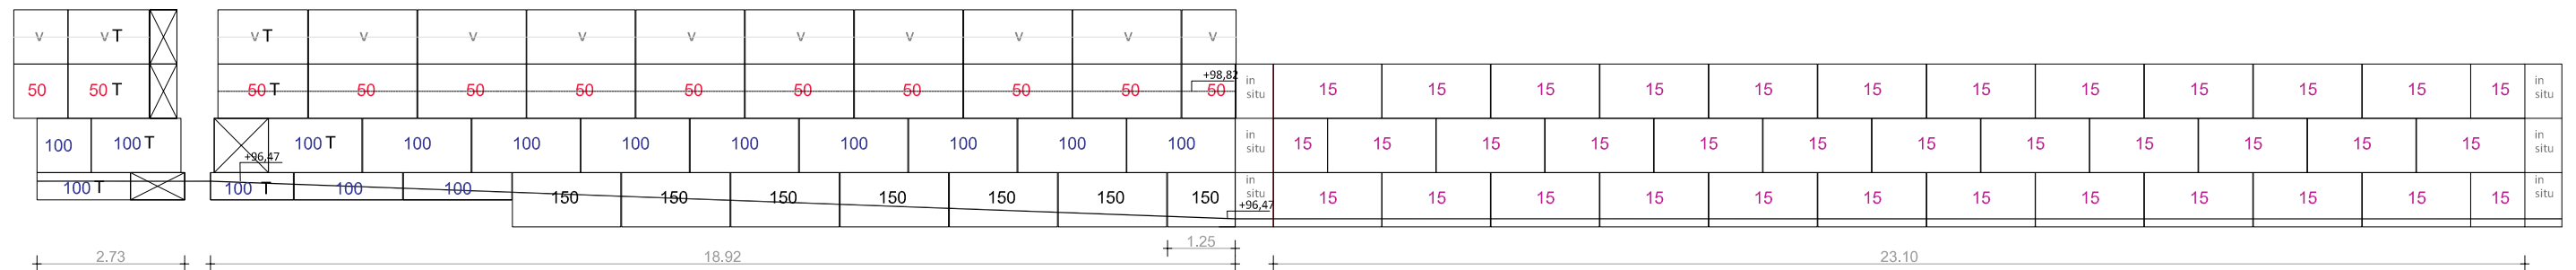 v v T v T v v v v v v v v v
50 50 T 50 T 50 50 50 50 50 50 50 50 +98,82 50 in situ 15 15 15 15 15 15 15 15 15 15 15 15 in situ
100 100 T 100 T 100 100 100 100 100 100 100 100 in situ 15 15 15 15 15 15 15 15 15 15 15 15 in situ
+96,47
100 T 100 T 100 100 150 150 150 150 150 150 150 in situ 15 15 15 15 15 15 15 15 15 15 15 15 in situ
+96,47
1.25
2.73 18.92 23.10